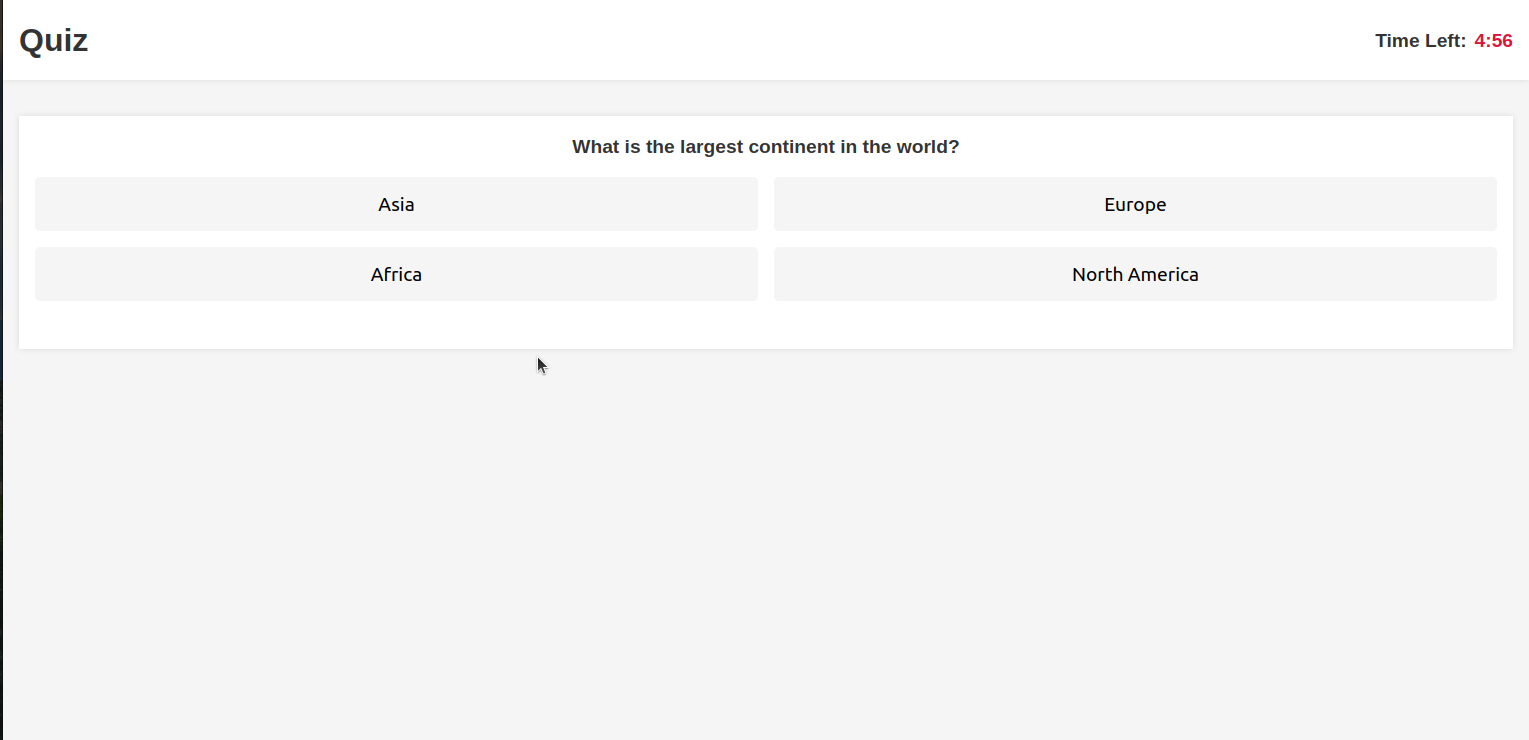 Quiz
Time Left: 4:56
What is the largest continent in the world?
Asia
Europe
Africa
North America